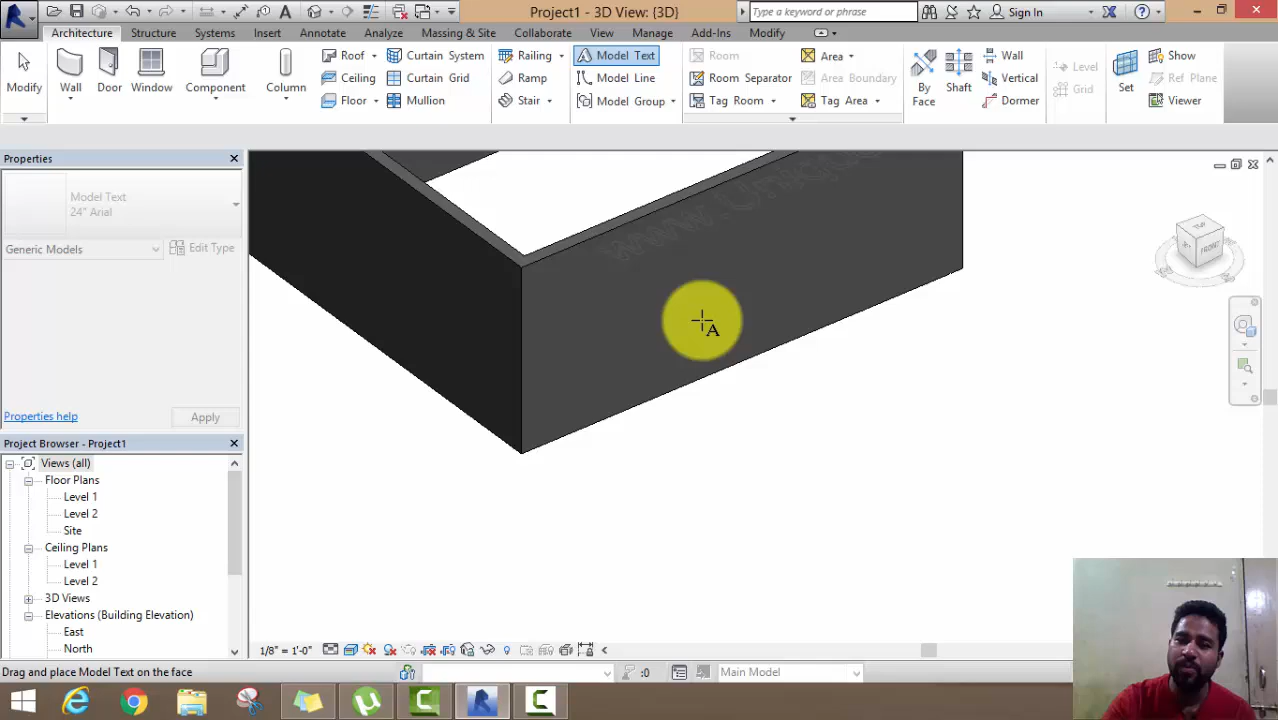 Project1 - 3D View: {3D}
Type a keyword or phrase
Sign In
Architecture Structure Systems Insert Annotate Analyze Massing & Site Collaborate View Manage Add-Ins Modify
Modify Wall Door Window Component Column
Roof Curtain System Railing Model Text Room Area Wall Level Show
Ceiling Curtain Grid Ramp Model Line Room Separator Area Boundary Vertical Grid Ref Plane
Floor Mullion Stair Model Group Tag Room Tag Area Dormer Viewer
By Face Shaft Set
Properties
Model Text
24" Arial
Generic Models Edit Type
Properties help Apply
Project Browser - Project1
Views (all)
Floor Plans
Level 1
Level 2
Site
Ceiling Plans
Level 1
Level 2
3D Views
Elevations (Building Elevation)
East
North
FRONT
A
1/8" = 1'-0"
Drag and place Model Text on the face
:0
Main Model